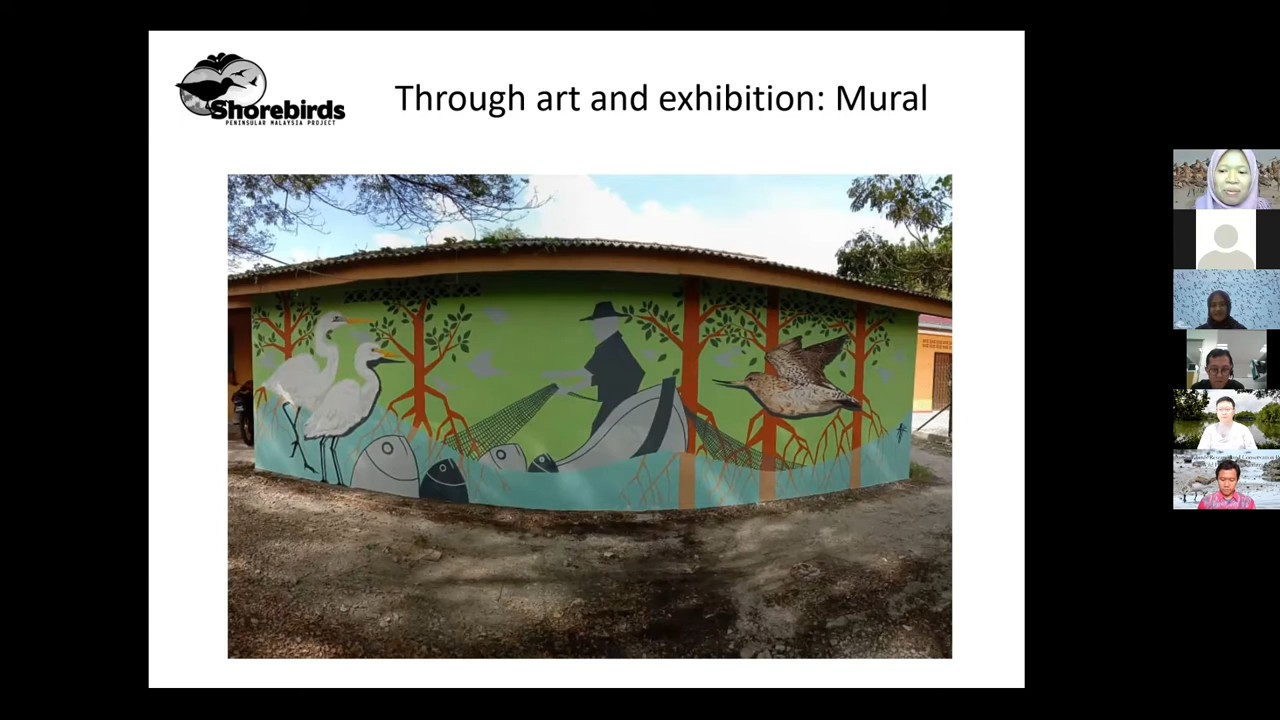 Through art and exhibition: Mural
Shorebirds
PENINSULAR MALAYSIA PROJECT